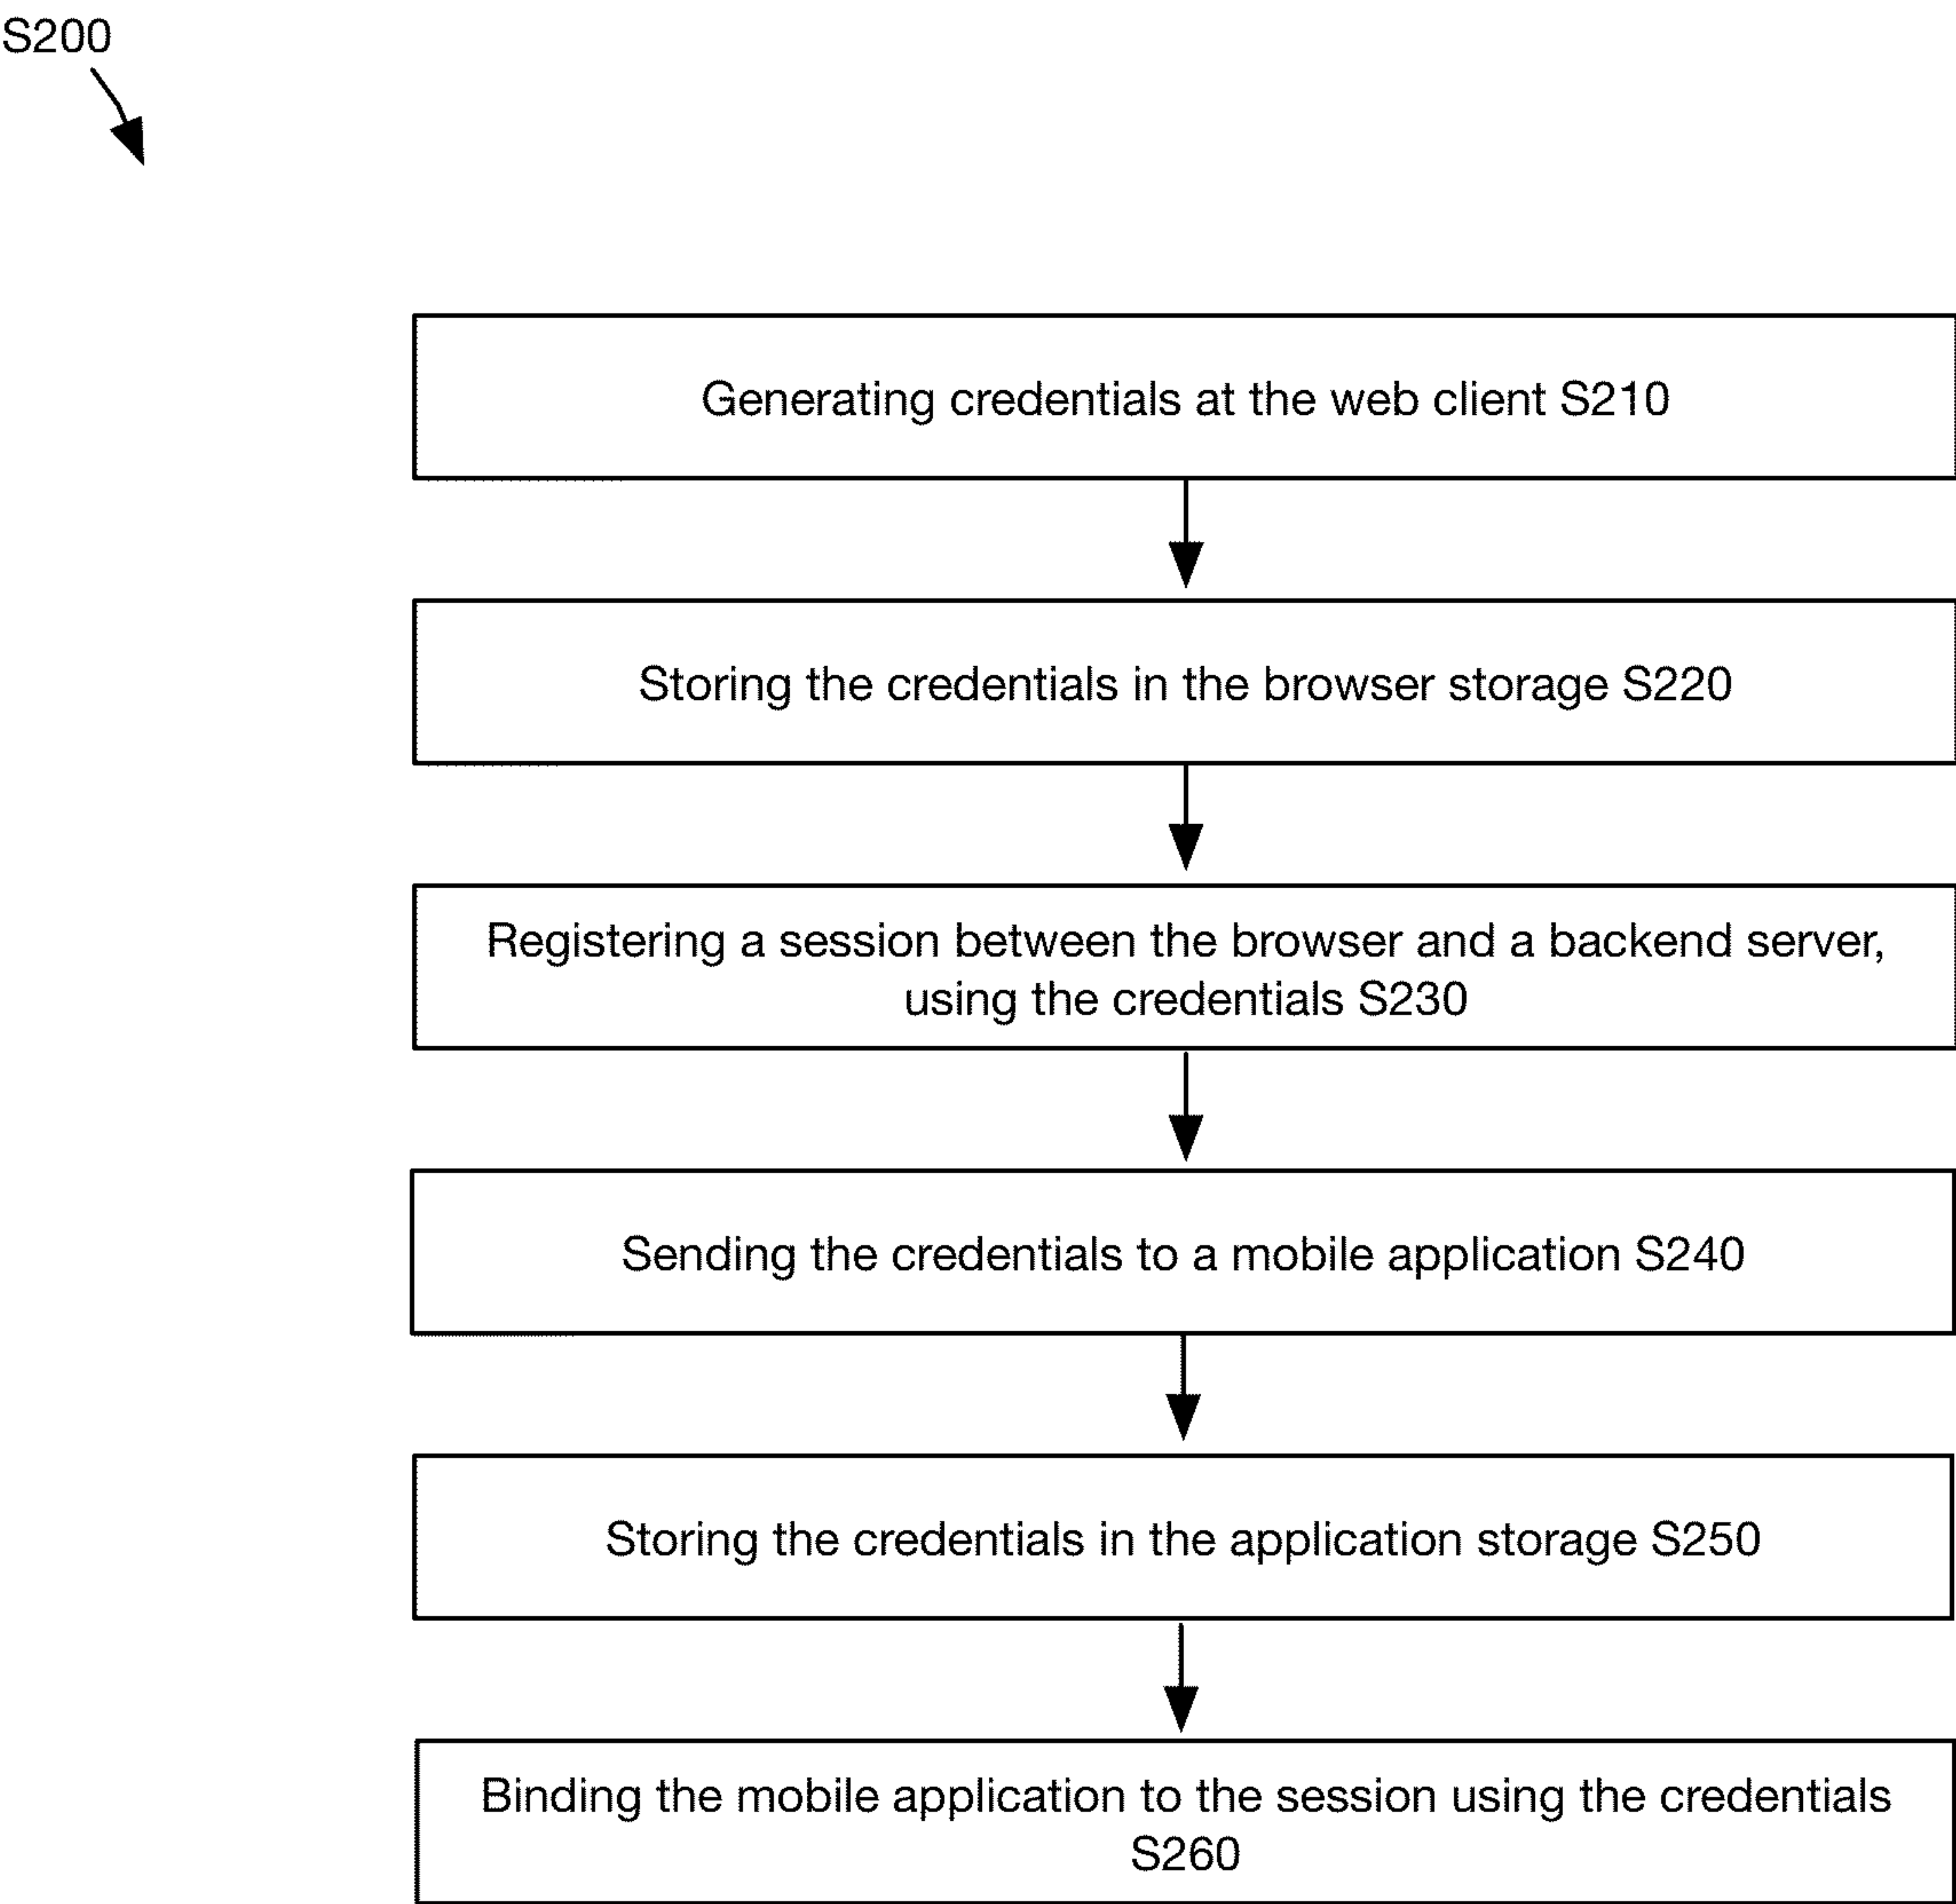 S200
Generating credentials at the web client S210
Storing the credentials in the browser storage S220
Registering a session between the browser and a backend server,
using the credentials S230
Sending the credentials to a mobile application S240
Storing the credentials in the application storage S250
Binding the mobile application to the session using the credentials
S260